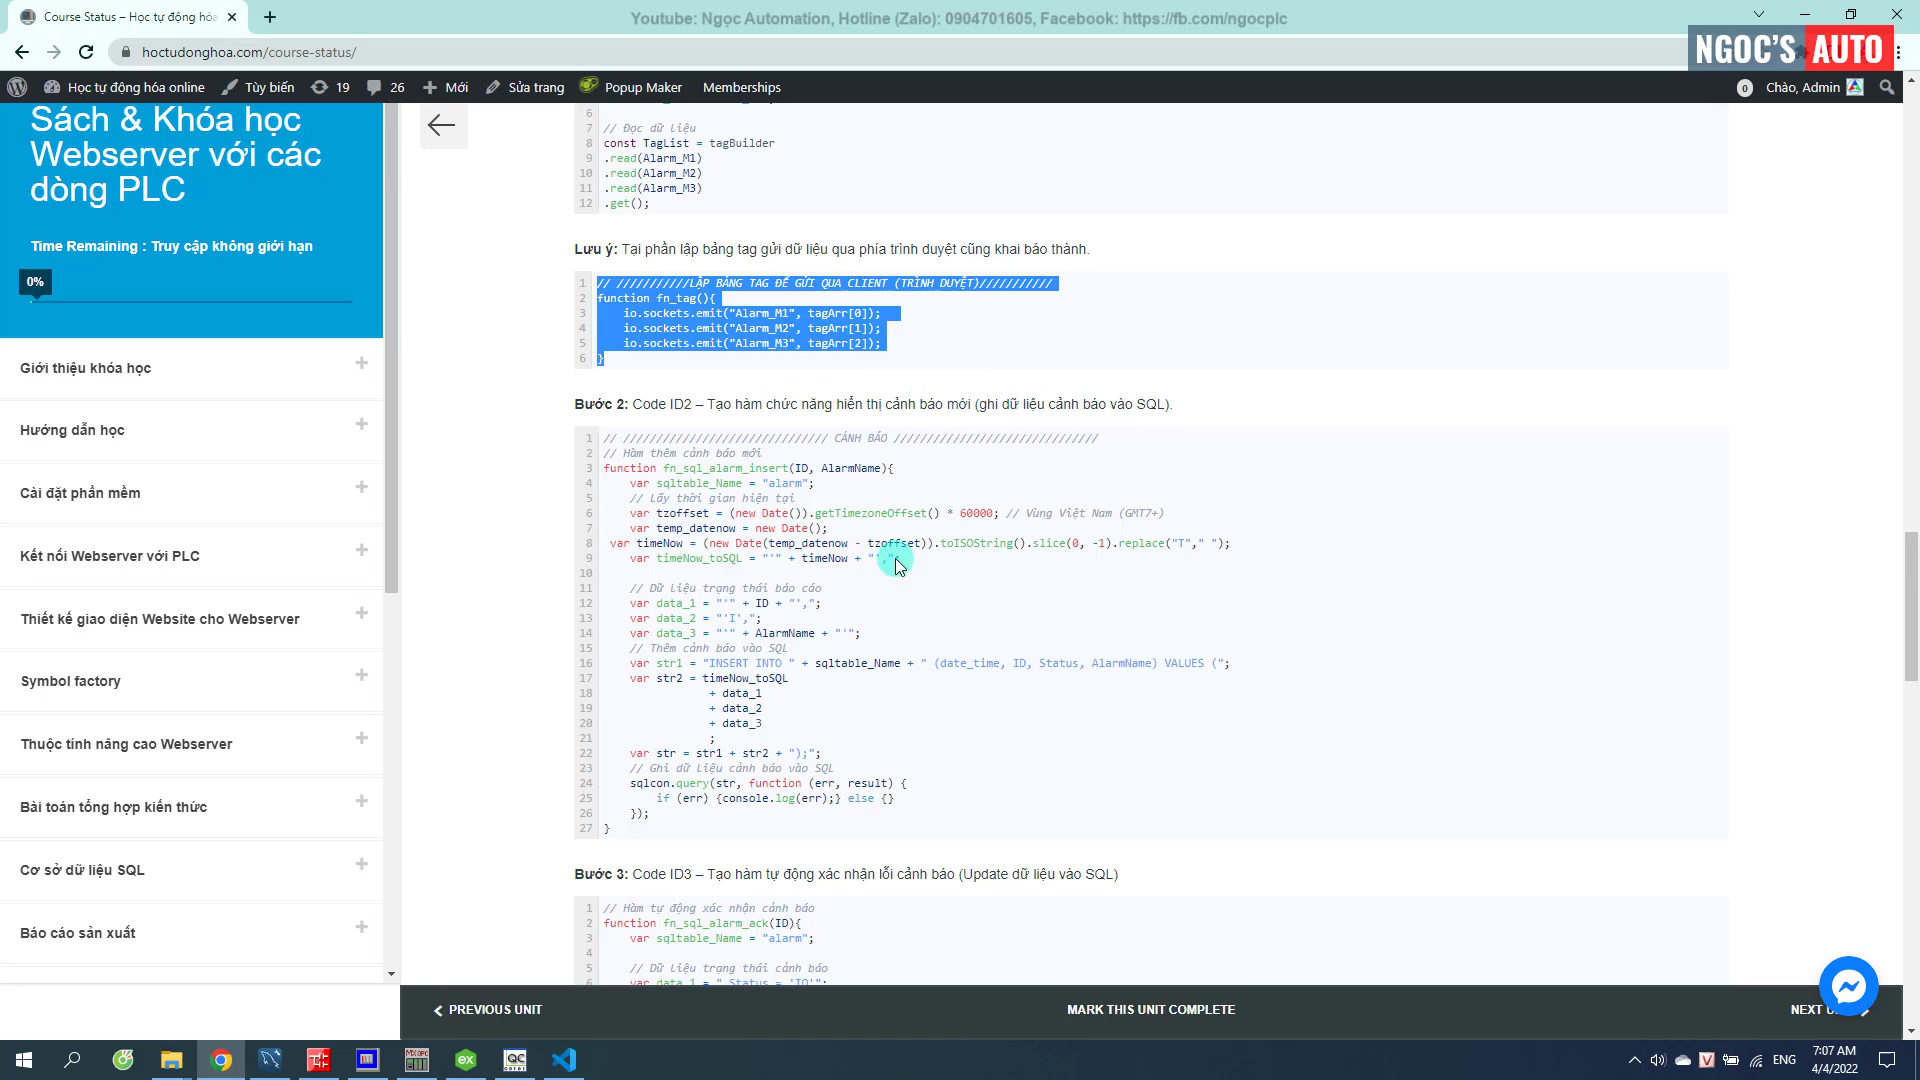 Course Status – Học tự động hóa
Youtube: Ngọc Automation, Hotline (Zalo): 0904701605, Facebook: https://fb.com/ngocplc
hoctudonghoa.com/course-status/
NGOC'S AUTO
Học tự động hóa online
Tùy biến
19
26
Mới
Sửa trang
Popup Maker
Memberships
0
Chào, Admin
Sách & Khóa học
Webserver với các
dòng PLC
Time Remaining : Truy cập không giới hạn
0%
Giới thiệu khóa học
Hướng dẫn học
Cài đặt phần mềm
Kết nối Webserver với PLC
Thiết kế giao diện Website cho Webserver
Symbol factory
Thuộc tính nâng cao Webserver
Bài toán tổng hợp kiến thức
Cơ sở dữ liệu SQL
Báo cáo sản xuất
6
7 // Đọc dữ liệu
8 const TagList = tagBuilder
9 .read(Alarm_M1)
10 .read(Alarm_M2)
11 .read(Alarm_M3)
12 .get();
Lưu ý: Tại phần lập bảng tag gửi dữ liệu qua phía trình duyệt cũng khai báo thành.
1 // ///////////LẬP BẢNG TAG ĐỂ GỬI QUA CLIENT (TRÌNH DUYỆT)///////////
2 function fn_tag(){
3 io.sockets.emit("Alarm_M1", tagArr[0]);
4 io.sockets.emit("Alarm_M2", tagArr[1]);
5 io.sockets.emit("Alarm_M3", tagArr[2]);
6 }
Bước 2: Code ID2 – Tạo hàm chức năng hiển thị cảnh báo mới (ghi dữ liệu cảnh báo vào SQL).
1 // /////////////////////////////// CẢNH BÁO ///////////////////////////////
2 // Hàm thêm cảnh báo mới
3 function fn_sql_alarm_insert(ID, AlarmName){
4 var sqltable_Name = "alarm";
5 // Lấy thời gian hiện tại
6 var tzoffset = (new Date()).getTimezoneOffset() * 60000; // Vùng Việt Nam (GMT7+)
7 var temp_datenow = new Date();
8 var timeNow = (new Date(temp_datenow - tzoffset)).toISOString().slice(0, -1).replace("T"," ");
9 var timeNow_toSQL = "'" + timeNow + "',";
10
11 // Dữ liệu trạng thái báo cáo
12 var data_1 = "'" + ID + "',";
13 var data_2 = "'I',";
14 var data_3 = "'" + AlarmName + "'";
15 // Thêm cảnh báo vào SQL
16 var str1 = "INSERT INTO " + sqltable_Name + " (date_time, ID, Status, AlarmName) VALUES (";
17 var str2 = timeNow_toSQL
18 + data_1
19 + data_2
20 + data_3
21 ;
22 var str = str1 + str2 + ");";
23 // Ghi dữ liệu cảnh báo vào SQL
24 sqlcon.query(str, function (err, result) {
25 if (err) {console.log(err);} else {}
26 });
27 }
Bước 3: Code ID3 – Tạo hàm tự động xác nhận lỗi cảnh báo (Update dữ liệu vào SQL)
1 // Hàm tự động xác nhận cảnh báo
2 function fn_sql_alarm_ack(ID){
3 var sqltable_Name = "alarm";
4
5 // Dữ liệu trạng thái cảnh báo
6 var data_1 = " Status = 'IO'";
PREVIOUS UNIT
MARK THIS UNIT COMPLETE
NEXT U
ENG
7:07 AM
4/4/2022